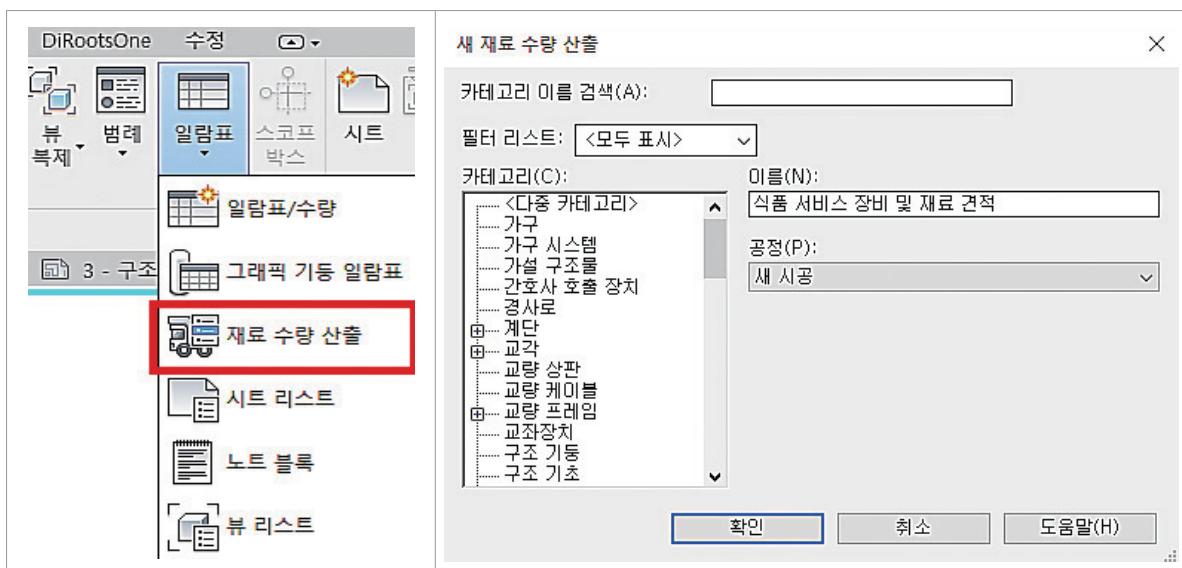 DiRootsOne 수정
뷰
복제
범례
일람표
스코프
박스
시트
일람표/수량
3 - 구조
그래픽 기둥 일람표
재료 수량 산출
시트 리스트
노트 블록
뷰 리스트
새 재료 수량 산출
카테고리 이름 검색(A):
필터 리스트: <모두 표시>
카테고리(C):
<다중 카테고리>
가구
가구 시스템
가설 구조물
간호사 호출 장치
경사로
계단
교각
교량 상판
교량 케이블
교량 프레임
교좌장치
구조 기둥
구조 기초
이름(N):
식품 서비스 장비 및 재료 견적
공정(P):
새 시공
확인 취소 도움말(H)